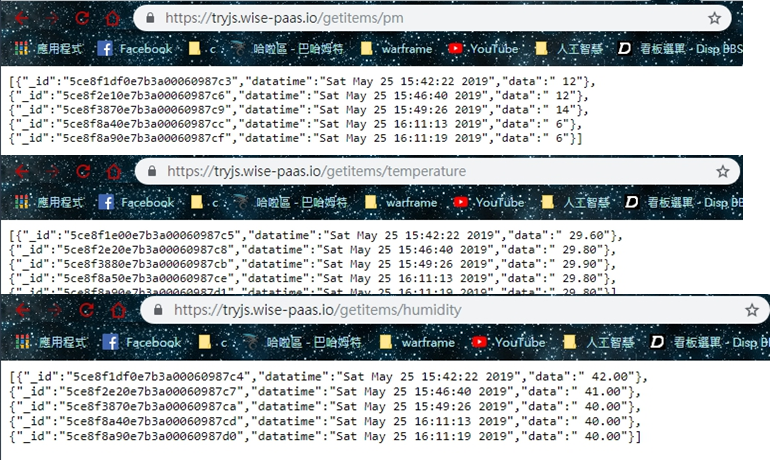 https://tryjs.wise-paas.io/getitems/pm
應用程式 Facebook c 哈啦區 - 巴哈姆特 warframe YouTube 人工智慧 D 看板選單 - Disp BBS
[{"_id":"5ce8f1df0e7b3a00060987c3","datatime":"Sat May 25 15:42:22 2019","data":" 12"},
{"_id":"5ce8f2e10e7b3a00060987c6","datatime":"Sat May 25 15:46:40 2019","data":" 12"},
{"_id":"5ce8f3870e7b3a00060987c9","datatime":"Sat May 25 15:49:26 2019","data":" 14"},
{"_id":"5ce8f8a40e7b3a00060987cc","datatime":"Sat May 25 16:11:13 2019","data":" 6"},
{"_id":"5ce8f8a90e7b3a00060987cf","datatime":"Sat May 25 16:11:19 2019","data":" 6"}]
https://tryjs.wise-paas.io/getitems/temperature
應用程式 Facebook c 哈啦區 - 巴哈姆特 warframe YouTube 人工智慧 D 看板選單 - Disp BBS
[{"_id":"5ce8f1e00e7b3a00060987c5","datatime":"Sat May 25 15:42:22 2019","data":" 29.60"},
{"_id":"5ce8f2e20e7b3a00060987c8","datatime":"Sat May 25 15:46:40 2019","data":" 29.80"},
{"_id":"5ce8f3880e7b3a00060987cb","datatime":"Sat May 25 15:49:26 2019","data":" 29.90"},
{"_id":"5ce8f8a50e7b3a00060987ce","datatime":"Sat May 25 16:11:13 2019","data":" 29.80"},
{"_id":"5ce8f8a90e7b3a00060987d1","datatime":"Sat May 25 16:11:19 2019","data":" 29.80"}]
https://tryjs.wise-paas.io/getitems/humidity
應用程式 Facebook c 哈啦區 - 巴哈姆特 warframe YouTube 人工智慧 D 看板選單 - Disp BBS
[{"_id":"5ce8f1df0e7b3a00060987c4","datatime":"Sat May 25 15:42:22 2019","data":" 42.00"},
{"_id":"5ce8f2e20e7b3a00060987c7","datatime":"Sat May 25 15:46:40 2019","data":" 41.00"},
{"_id":"5ce8f3870e7b3a00060987ca","datatime":"Sat May 25 15:49:26 2019","data":" 40.00"},
{"_id":"5ce8f8a40e7b3a00060987cd","datatime":"Sat May 25 16:11:13 2019","data":" 40.00"},
{"_id":"5ce8f8a90e7b3a00060987d0","datatime":"Sat May 25 16:11:19 2019","data":" 40.00"}]